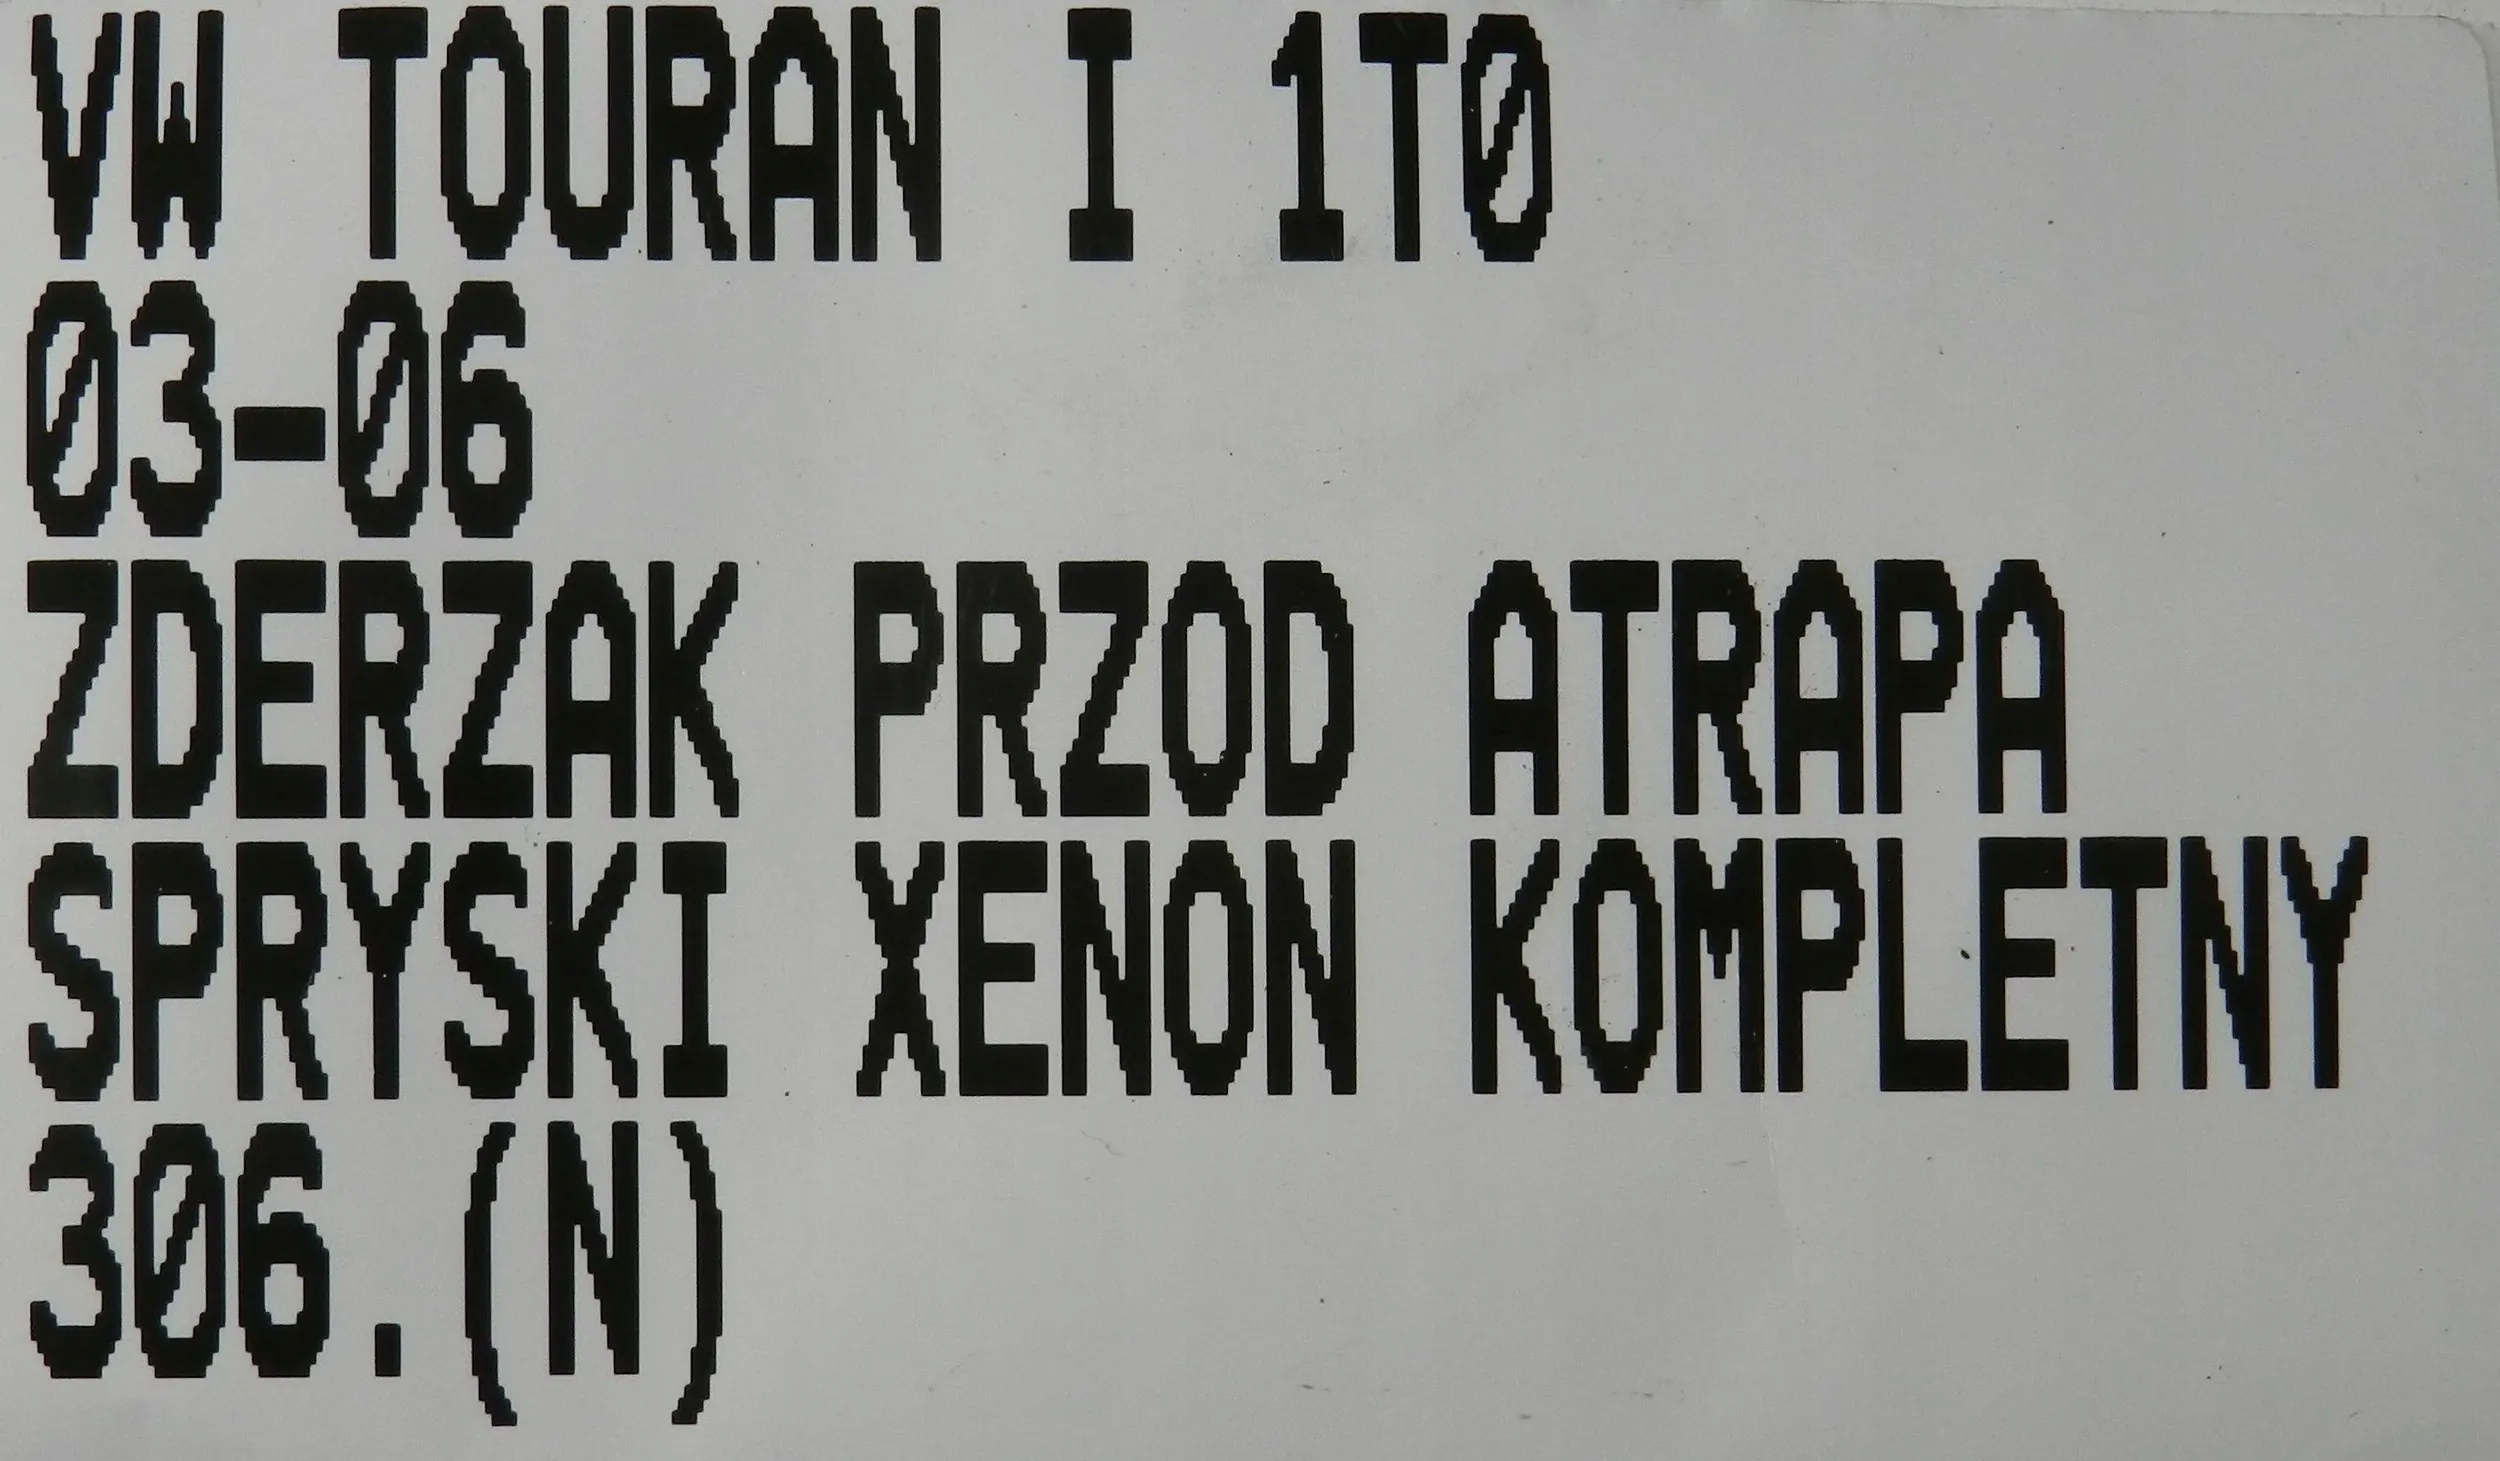 VW TOURAN I 1T0
03-06
ZDERZAK PRZOD ATRAPA
SPRYSKI XENON KOMPLETNY
306.(N)